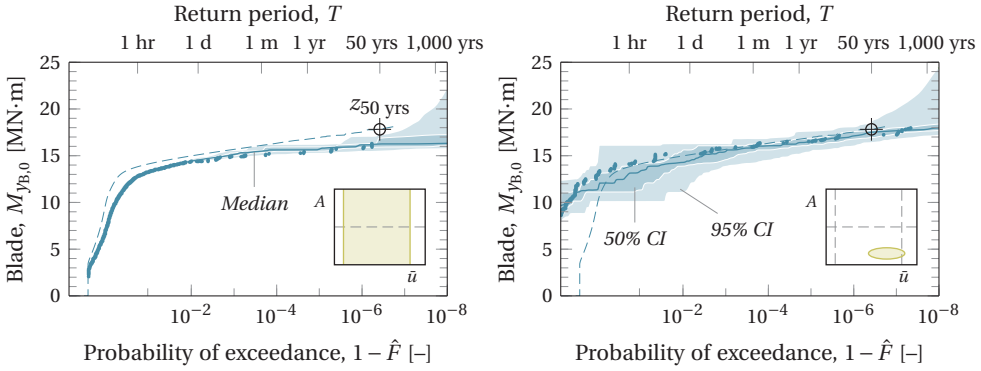 Return period, T
1 hr 1 d 1 m 1 yr 50 yrs 1,000 yrs
25
20
15
10
5
0
Blade, M_{y_{B,0}} [MN·m]
z_{50 yrs}
Median
A
ū
10^{-2} 10^{-4} 10^{-6} 10^{-8}
Probability of exceedance, 1 − F̂ [–]
Return period, T
1 hr 1 d 1 m 1 yr 50 yrs 1,000 yrs
25
20
15
10
5
0
Blade, M_{y_{B,0}} [MN·m]
50% CI
95% CI
A
ū
10^{-2} 10^{-4} 10^{-6} 10^{-8}
Probability of exceedance, 1 − F̂ [–]